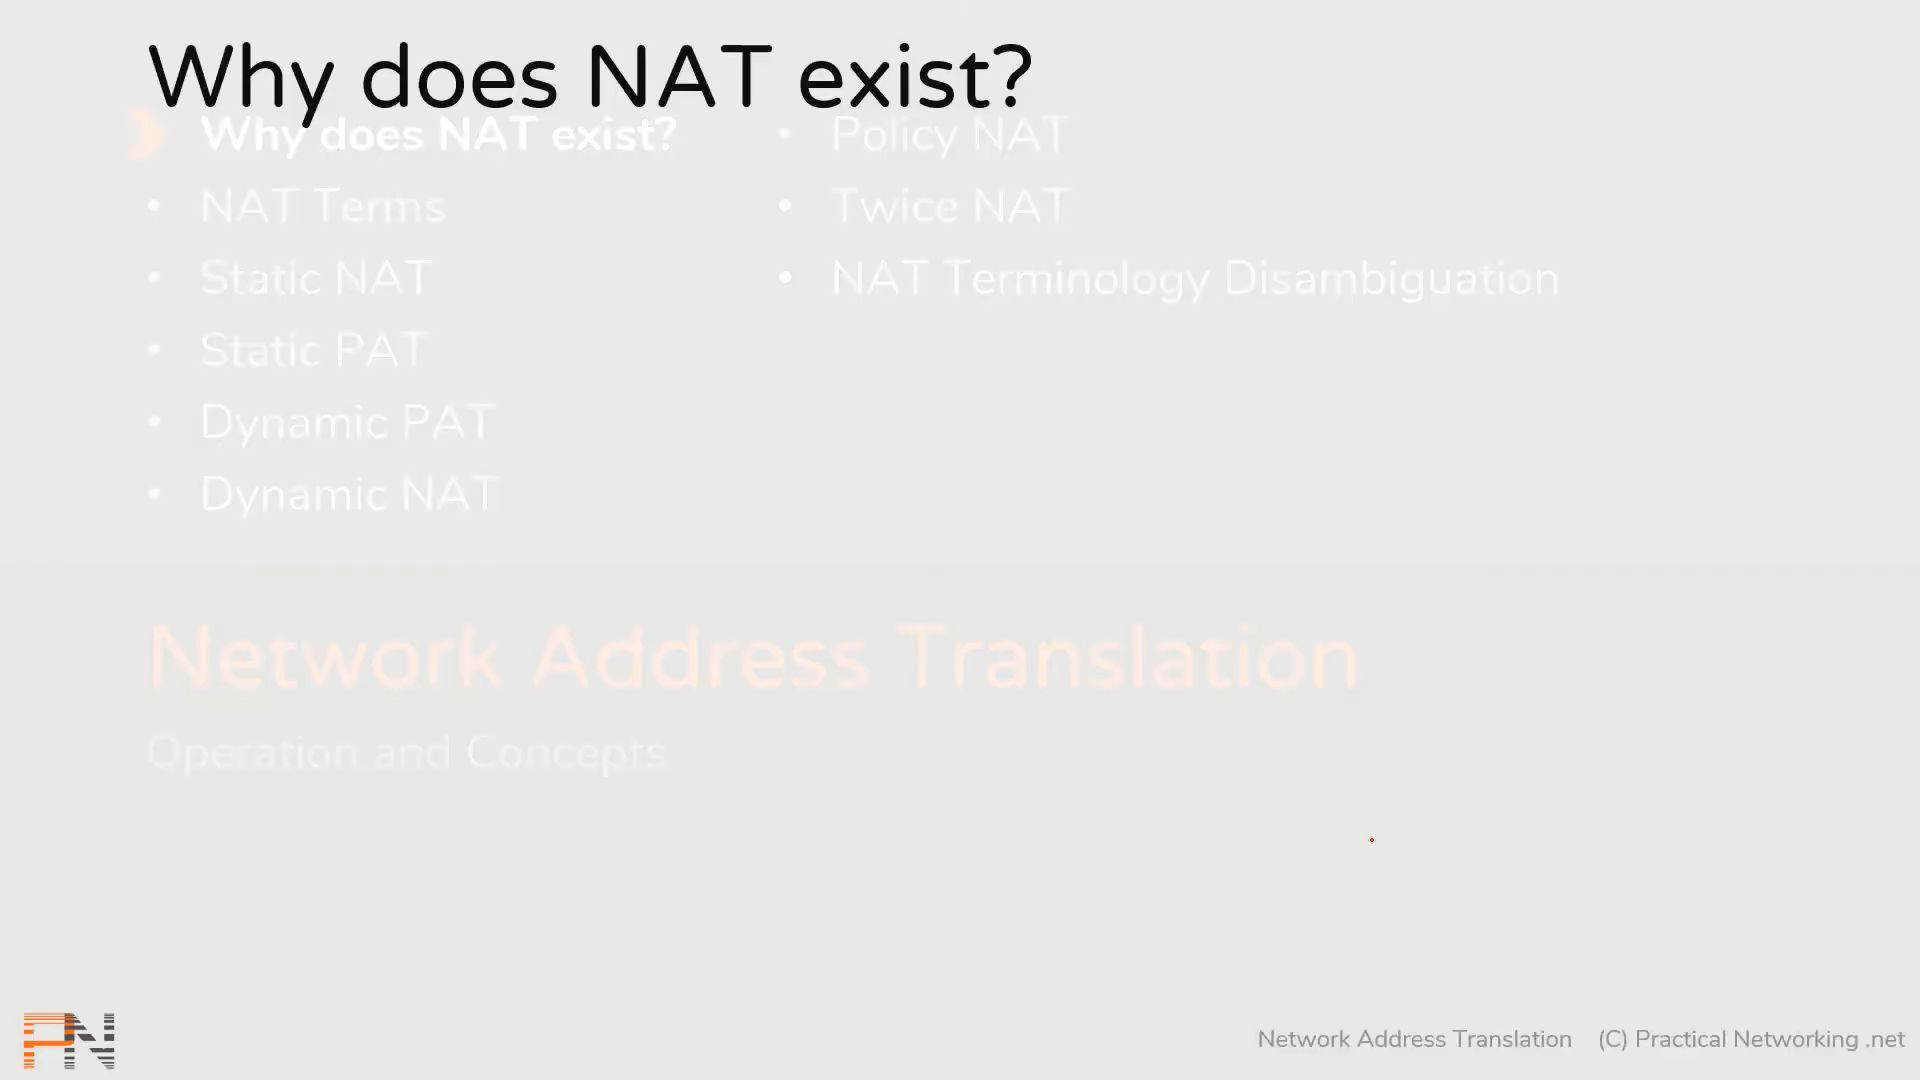 Why does NAT exist?
Why does NAT exist?
• NAT Terms
• Static NAT
• Static PAT
• Dynamic PAT
• Dynamic NAT
• Policy NAT
• Twice NAT
• NAT Terminology Disambiguation
Network Address Translation
Operation and Concepts
PN
Network Address Translation (C) Practical Networking .net